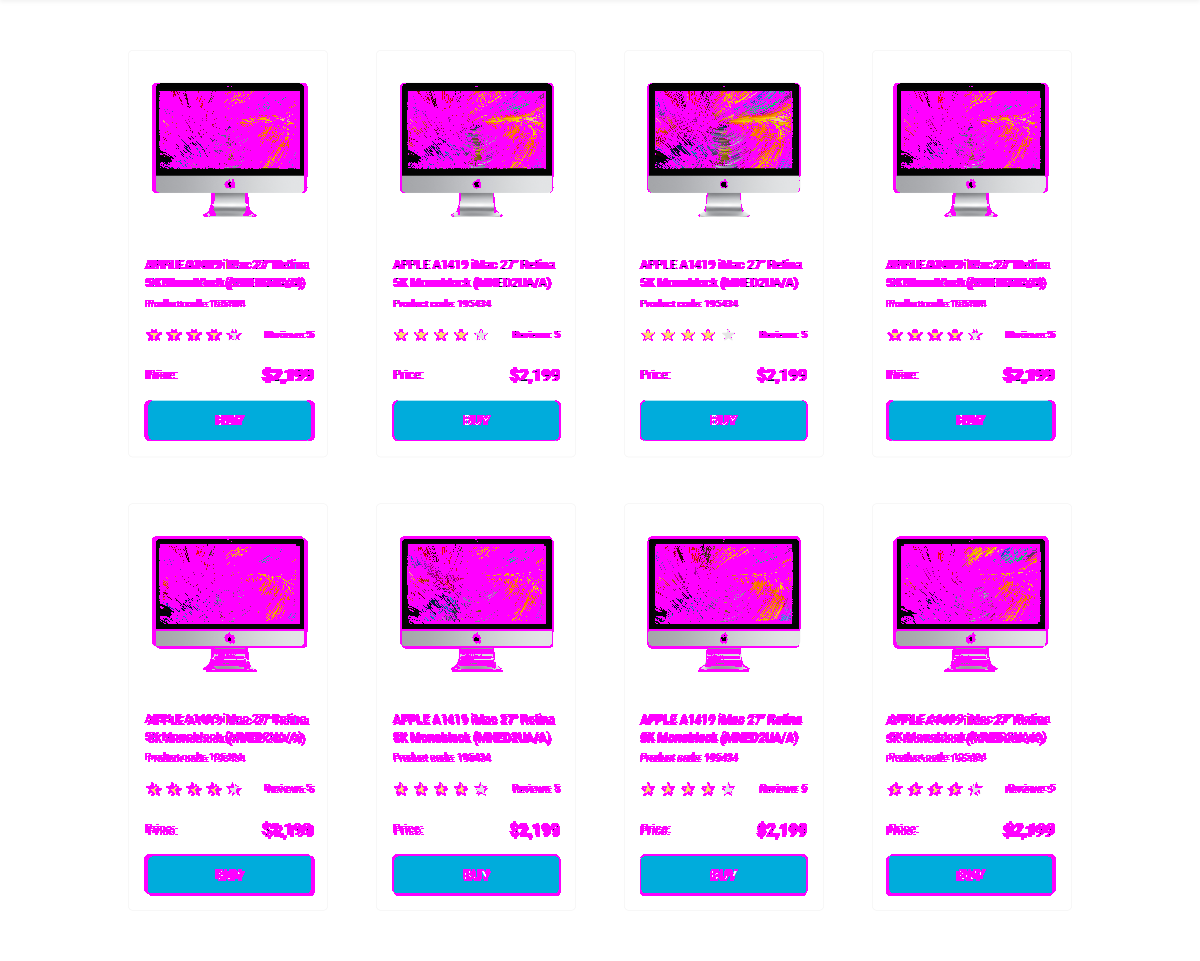 APPLE A1419 iMac 27" Retina
5K Monoblock (MNED2UA/A)
Product code: 195434
Reviews: 5
Price: $2,199
BUY
APPLE A1419 iMac 27" Retina
5K Monoblock (MNED2UA/A)
Product code: 195434
Reviews: 5
Price: $2,199
BUY
APPLE A1419 iMac 27" Retina
5K Monoblock (MNED2UA/A)
Product code: 195434
Reviews: 5
Price: $2,199
BUY
APPLE A1419 iMac 27" Retina
5K Monoblock (MNED2UA/A)
Product code: 195434
Reviews: 5
Price: $2,199
BUY
APPLE A1419 iMac 27" Retina
5K Monoblock (MNED2UA/A)
Product code: 195434
Reviews: 5
Price: $2,199
BUY
APPLE A1419 iMac 27" Retina
5K Monoblock (MNED2UA/A)
Product code: 195434
Reviews: 5
Price: $2,199
BUY
APPLE A1419 iMac 27" Retina
5K Monoblock (MNED2UA/A)
Product code: 195434
Reviews: 5
Price: $2,199
BUY
APPLE A1419 iMac 27" Retina
5K Monoblock (MNED2UA/A)
Product code: 195434
Reviews: 5
Price: $2,199
BUY